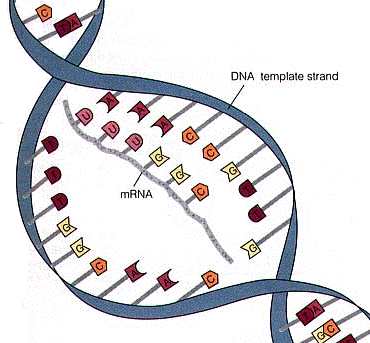 C
T A
DNA template strand
A A A C C G T T G
U U U G G C
mRNA
T T T G G C A A C
T A
G C